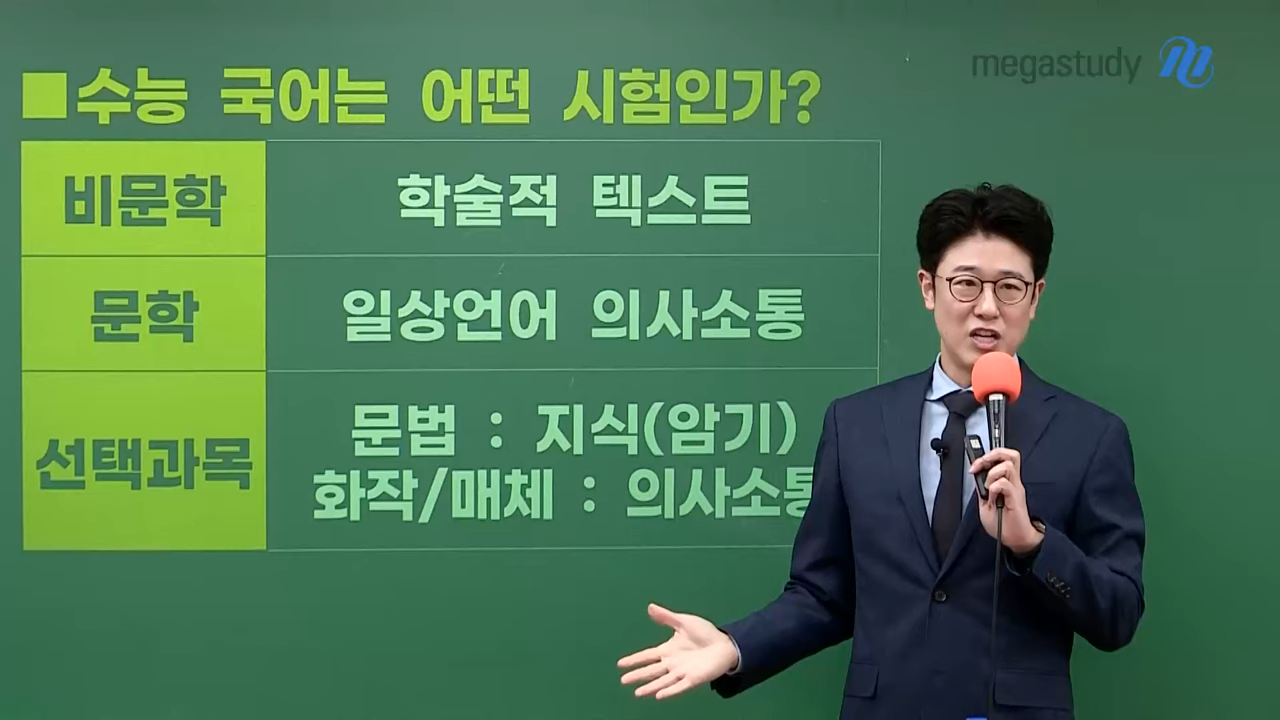 megastudy
■수능 국어는 어떤 시험인가?
비문학 학술적 텍스트
문학 일상언어 의사소통
선택과목
문법 : 지식(암기)
화작/매체 : 의사소통